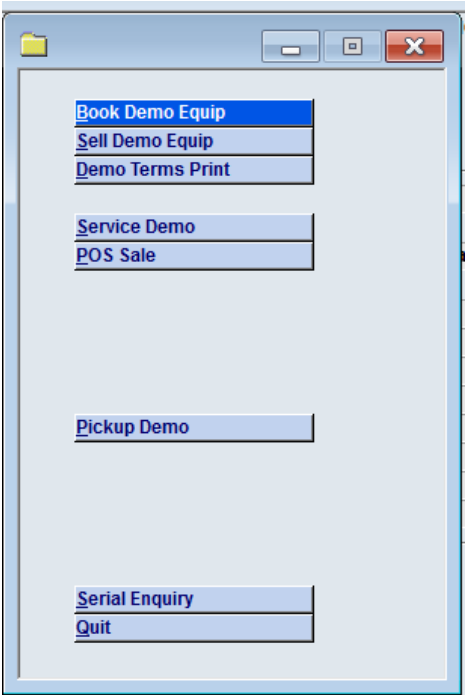 Book Demo Equip
Sell Demo Equip
Demo Terms Print
Service Demo
POS Sale
Pickup Demo
Serial Enquiry
Quit